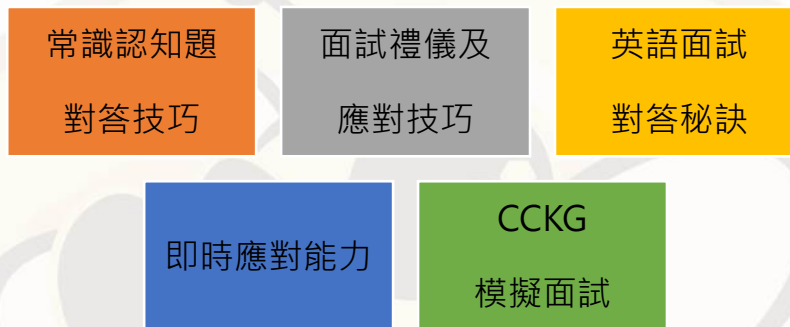 常識認知題
對答技巧
面試禮儀及
應對技巧
英語面試
對答秘訣
即時應對能力
CCKG
模擬面試